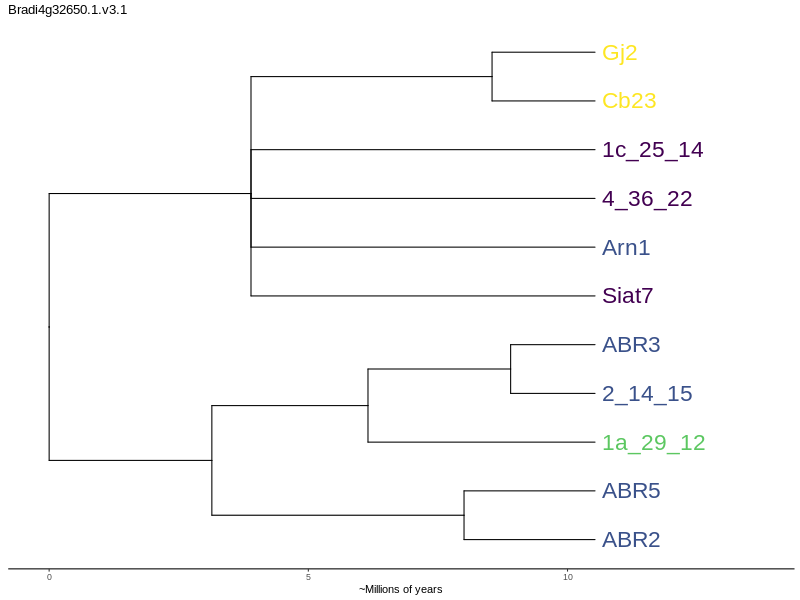 Bradi4g32650.1.v3.1
Gj2
Cb23
1c_25_14
4_36_22
Arn1
Siat7
ABR3
2_14_15
1a_29_12
ABR5
ABR2
0 5 10
~Millions of years